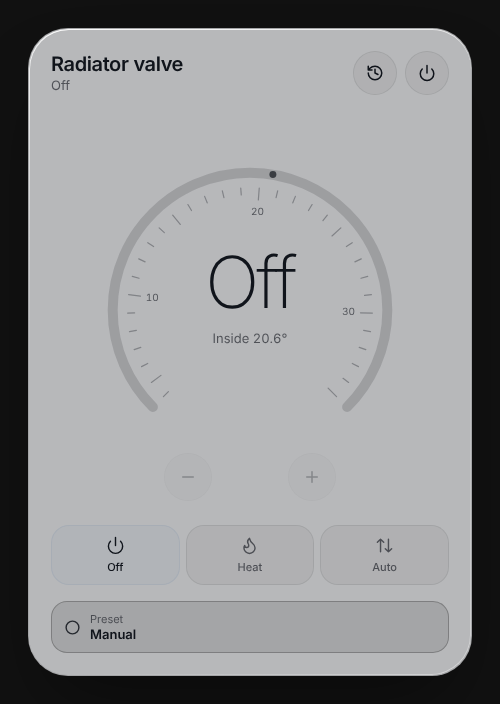 Radiator valve
Off
20
10
30
Off
Inside 20.6°
Off
Heat
Auto
Preset
Manual